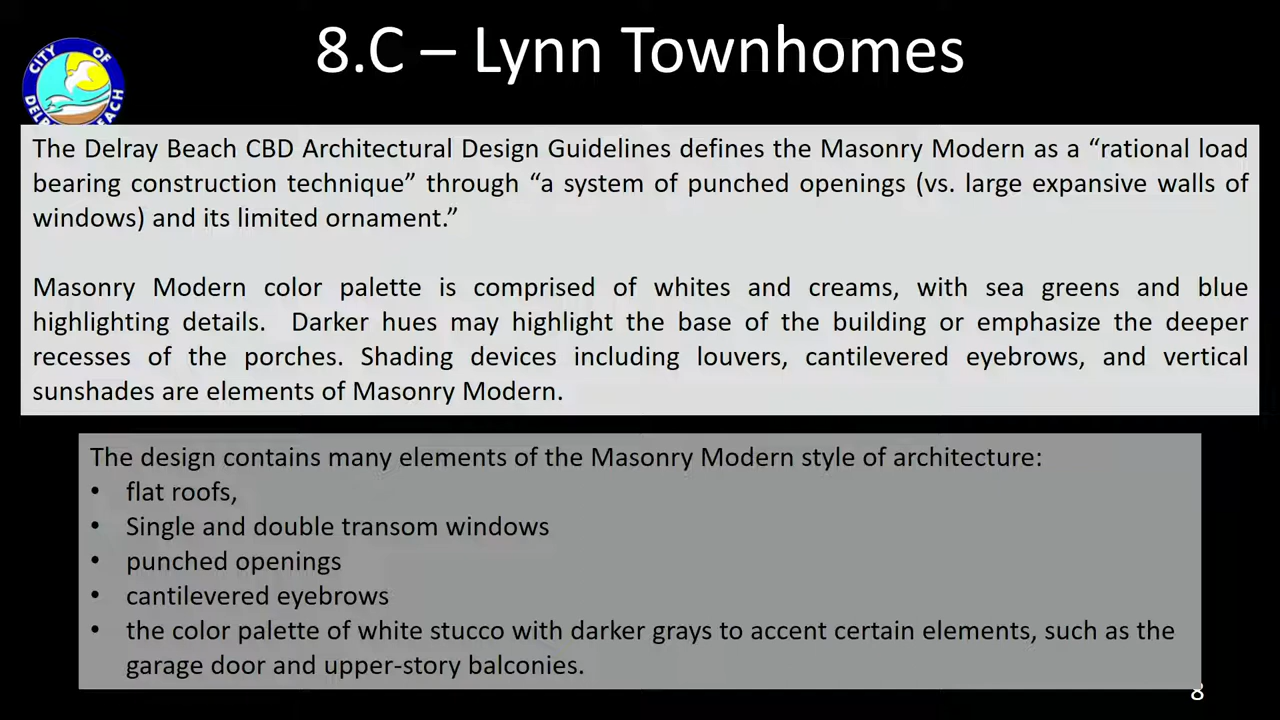 8.C – Lynn Townhomes
CITY OF
DELR
EACH
The Delray Beach CBD Architectural Design Guidelines defines the Masonry Modern as a “rational load
bearing construction technique” through “a system of punched openings (vs. large expansive walls of
windows) and its limited ornament.”
Masonry Modern color palette is comprised of whites and creams, with sea greens and blue
highlighting details. Darker hues may highlight the base of the building or emphasize the deeper
recesses of the porches. Shading devices including louvers, cantilevered eyebrows, and vertical
sunshades are elements of Masonry Modern.
The design contains many elements of the Masonry Modern style of architecture:
• flat roofs,
• Single and double transom windows
• punched openings
• cantilevered eyebrows
• the color palette of white stucco with darker grays to accent certain elements, such as the
garage door and upper-story balconies.
8